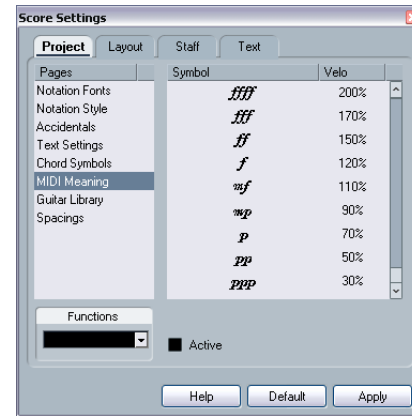 Score Settings
Project Layout Staff Text
Pages
Notation Fonts
Notation Style
Accidentals
Text Settings
Chord Symbols
MIDI Meaning
Guitar Library
Spacings
Functions
Symbol Velo
ffff 200%
fff 170%
ff 150%
f 120%
mf 110%
mp 90%
p 70%
pp 50%
ppp 30%
Active
Help Default Apply